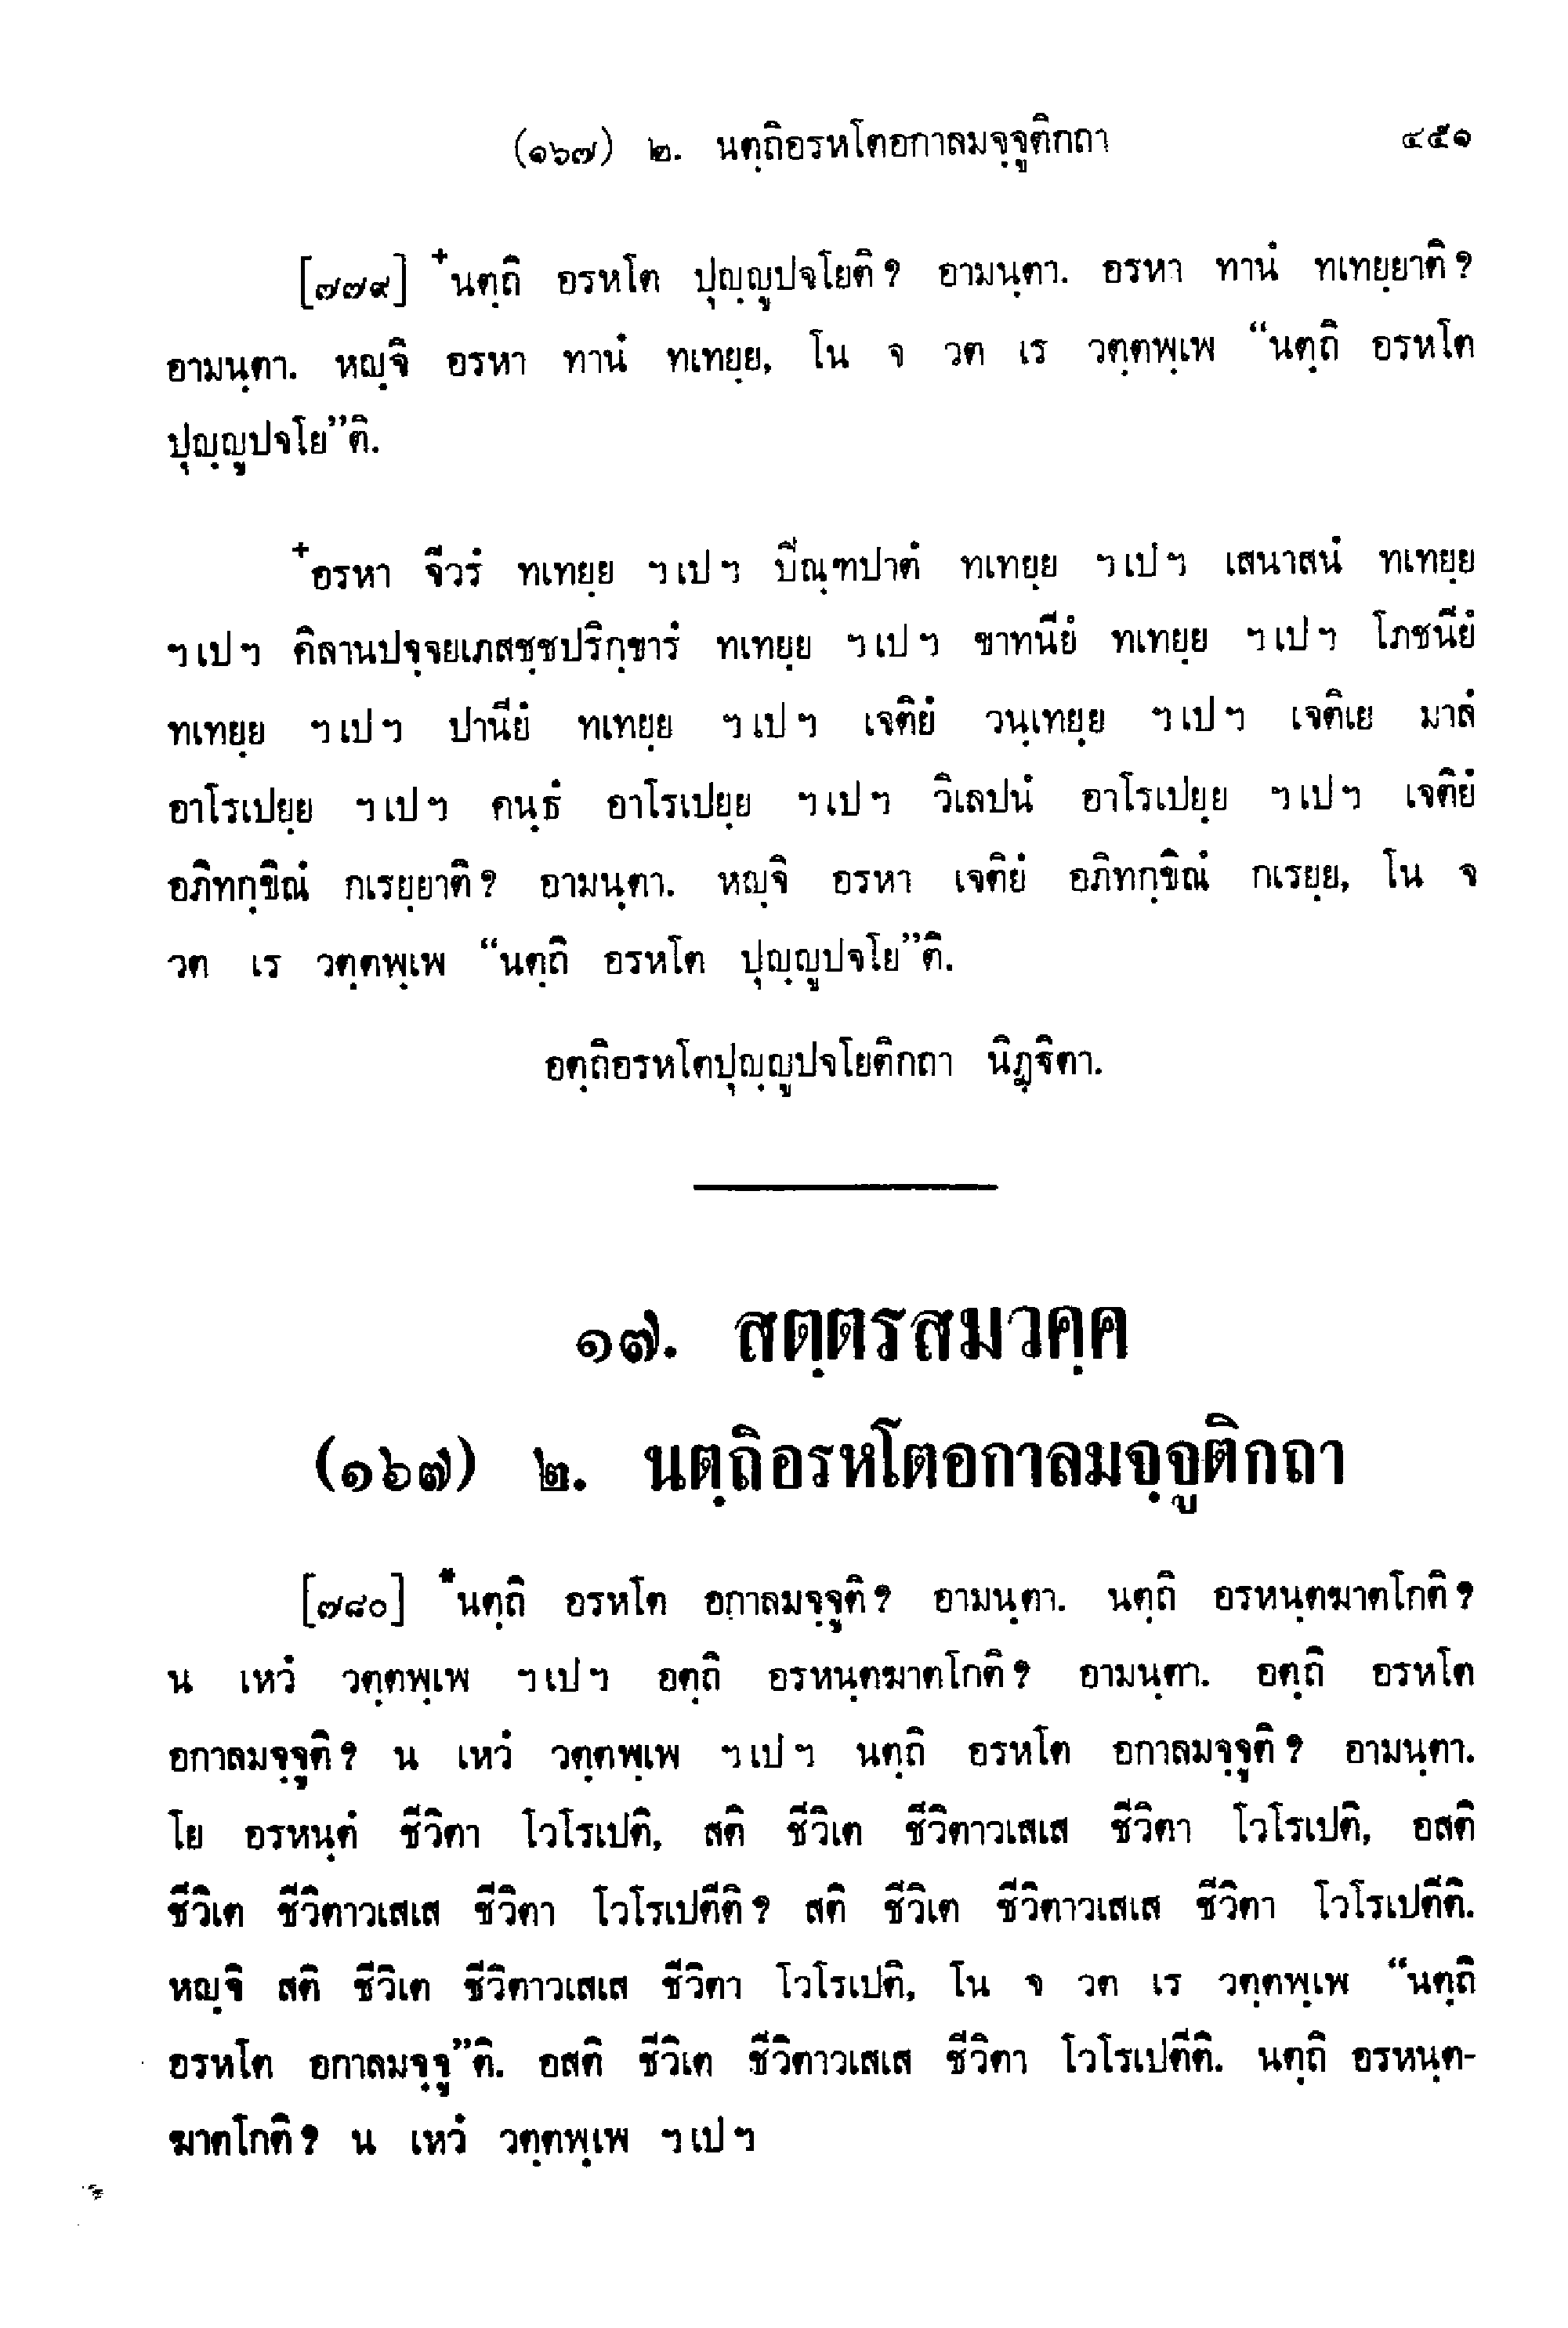 (๑๖๗) ๒. นตฺถิอรหโตอกาลมจฺจูติกถา ๔๕๑
[๗๗๙] ⁺นตฺถิ อรหโต ปุญฺญูปจโยติ? อามนฺตา. อรหา ทานํ ทเทยฺยาติ?
อามนฺตา. หญฺจิ อรหา ทานํ ทเทยฺย, โน จ วต เร วตฺตพฺเพ “นตฺถิ อรหโต
ปุญฺญูปจโย”ติ.
⁺อรหา จีวรํ ทเทยฺย ฯเปฯ ปิณฺฑปาตํ ทเทยฺย ฯเปฯ เสนาสนํ ทเทยฺย
ฯเปฯ คิลานปจฺจยเภสชฺชปริกฺขารํ ทเทยฺย ฯเปฯ ขาทนียํ ทเทยฺย ฯเปฯ โภชนียํ
ทเทยฺย ฯเปฯ ปานียํ ทเทยฺย ฯเปฯ เจติยํ วนฺเทยฺย ฯเปฯ เจติเย มาลํ
อาโรเปยฺย ฯเปฯ คนฺธํ อาโรเปยฺย ฯเปฯ วิเลปนํ อาโรเปยฺย ฯเปฯ เจติยํ
อภิทกฺขิณํ กเรยฺยาติ? อามนฺตา. หญฺจิ อรหา เจติยํ อภิทกฺขิณํ กเรยฺย, โน จ
วต เร วตฺตพฺเพ “นตฺถิ อรหโต ปุญฺญูปจโย”ติ.
อตฺถิอรหโตปุญฺญูปจโยติกถา นิฏฺฐิตา.
๑๗. สตฺตรสมวคฺค
(๑๖๗) ๒. นตฺถิอรหโตอกาลมจฺจูติกถา
[๗๘๐] *นตฺถิ อรหโต อกาลมจฺจูติ? อามนฺตา. นตฺถิ อรหนฺตฆาตโกติ?
น เหวํ วตฺตพฺเพ ฯเปฯ อตฺถิ อรหนฺตฆาตโกติ? อามนฺตา. อตฺถิ อรหโต
อกาลมจฺจูติ? น เหวํ วตฺตพฺเพ ฯเปฯ นตฺถิ อรหโต อกาลมจฺจูติ? อามนฺตา.
โย อรหนฺตํ ชีวิตา โวโรเปติ, สติ ชีวิเต ชีวิตาวเสเส ชีวิตา โวโรเปติ, อสติ
ชีวิเต ชีวิตาวเสเส ชีวิตา โวโรเปตีติ? สติ ชีวิเต ชีวิตาวเสเส ชีวิตา โวโรเปตีติ.
หญฺจิ สติ ชีวิเต ชีวิตาวเสเส ชีวิตา โวโรเปติ, โน จ วต เร วตฺตพฺเพ “นตฺถิ
อรหโต อกาลมจฺจู”ติ. อสติ ชีวิเต ชีวิตาวเสเส ชีวิตา โวโรเปตีติ. นตฺถิ อรหนฺต-
ฆาตโกติ? น เหวํ วตฺตพฺเพ ฯเปฯ